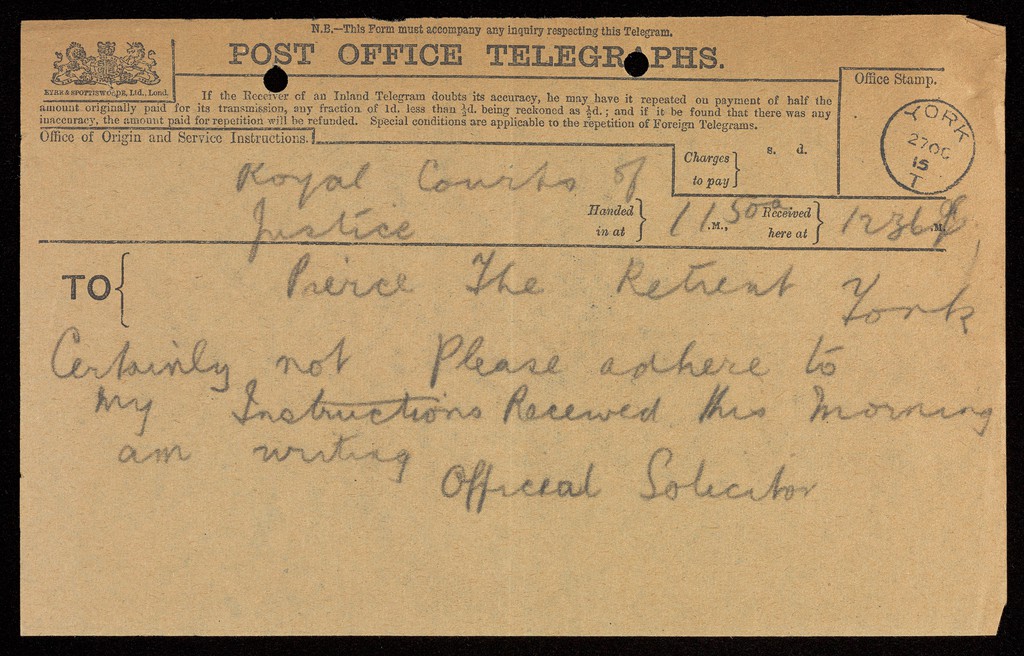 N.B.—This Form must accompany any inquiry respecting this Telegram.
POST OFFICE TELEGRAPHS.
EYRE & SPOTTISWOODE, Ltd., Lond.
If the Receiver of an Inland Telegram doubts its accuracy, he may have it repeated on payment of half the
amount originally paid for its transmission, any fraction of 1d. less than ½d. being reckoned as ½d.; and if it be found that there was any
inaccuracy, the amount paid for repetition will be refunded. Special conditions are applicable to the repetition of Foreign Telegrams.
Office Stamp.
YORK
27 OC
15
T
Office of Origin and Service Instructions.
Charges to pay } s. d.
Royal Courts of
Justice
Handed in at } 11.50a .M., Received here at } 12.36p .M.
TO { Pierce The Retreat York
Certainly not Please adhere to
my Instructions Received this morning
am writing
Official Solicitor